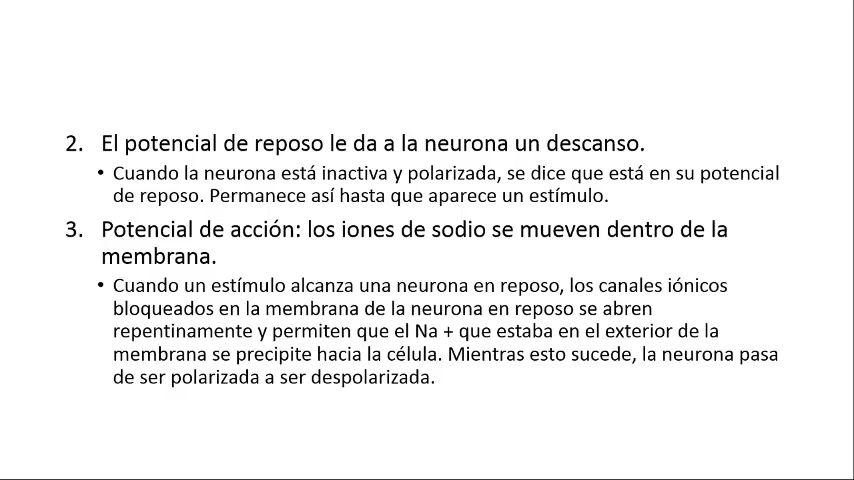 2. El potencial de reposo le da a la neurona un descanso.
• Cuando la neurona está inactiva y polarizada, se dice que está en su potencial
de reposo. Permanece así hasta que aparece un estímulo.
3. Potencial de acción: los iones de sodio se mueven dentro de la
membrana.
• Cuando un estímulo alcanza una neurona en reposo, los canales iónicos
bloqueados en la membrana de la neurona en reposo se abren
repentinamente y permiten que el Na + que estaba en el exterior de la
membrana se precipite hacia la célula. Mientras esto sucede, la neurona pasa
de ser polarizada a ser despolarizada.